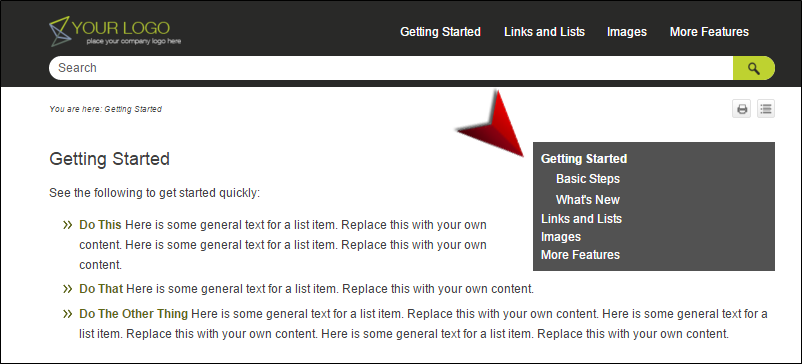 YOUR LOGO
place your company logo here
Getting Started Links and Lists Images More Features
Search
You are here: Getting Started
Getting Started
See the following to get started quickly:
Do This Here is some general text for a list item. Replace this with your own
content. Here is some general text for a list item. Replace this with your own
content.
Do That Here is some general text for a list item. Replace this with your own content.
Do The Other Thing Here is some general text for a list item. Replace this with your own content. Here is some general text for a
list item. Replace this with your own content. Here is some general text for a list item. Replace this with your own content.
Getting Started
Basic Steps
What's New
Links and Lists
Images
More Features